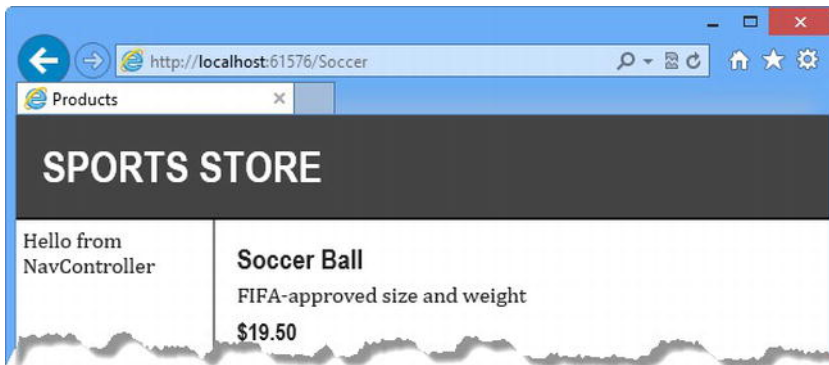 http://localhost:61576/Soccer
Products
SPORTS STORE
Hello from
NavController
Soccer Ball
FIFA-approved size and weight
$19.50